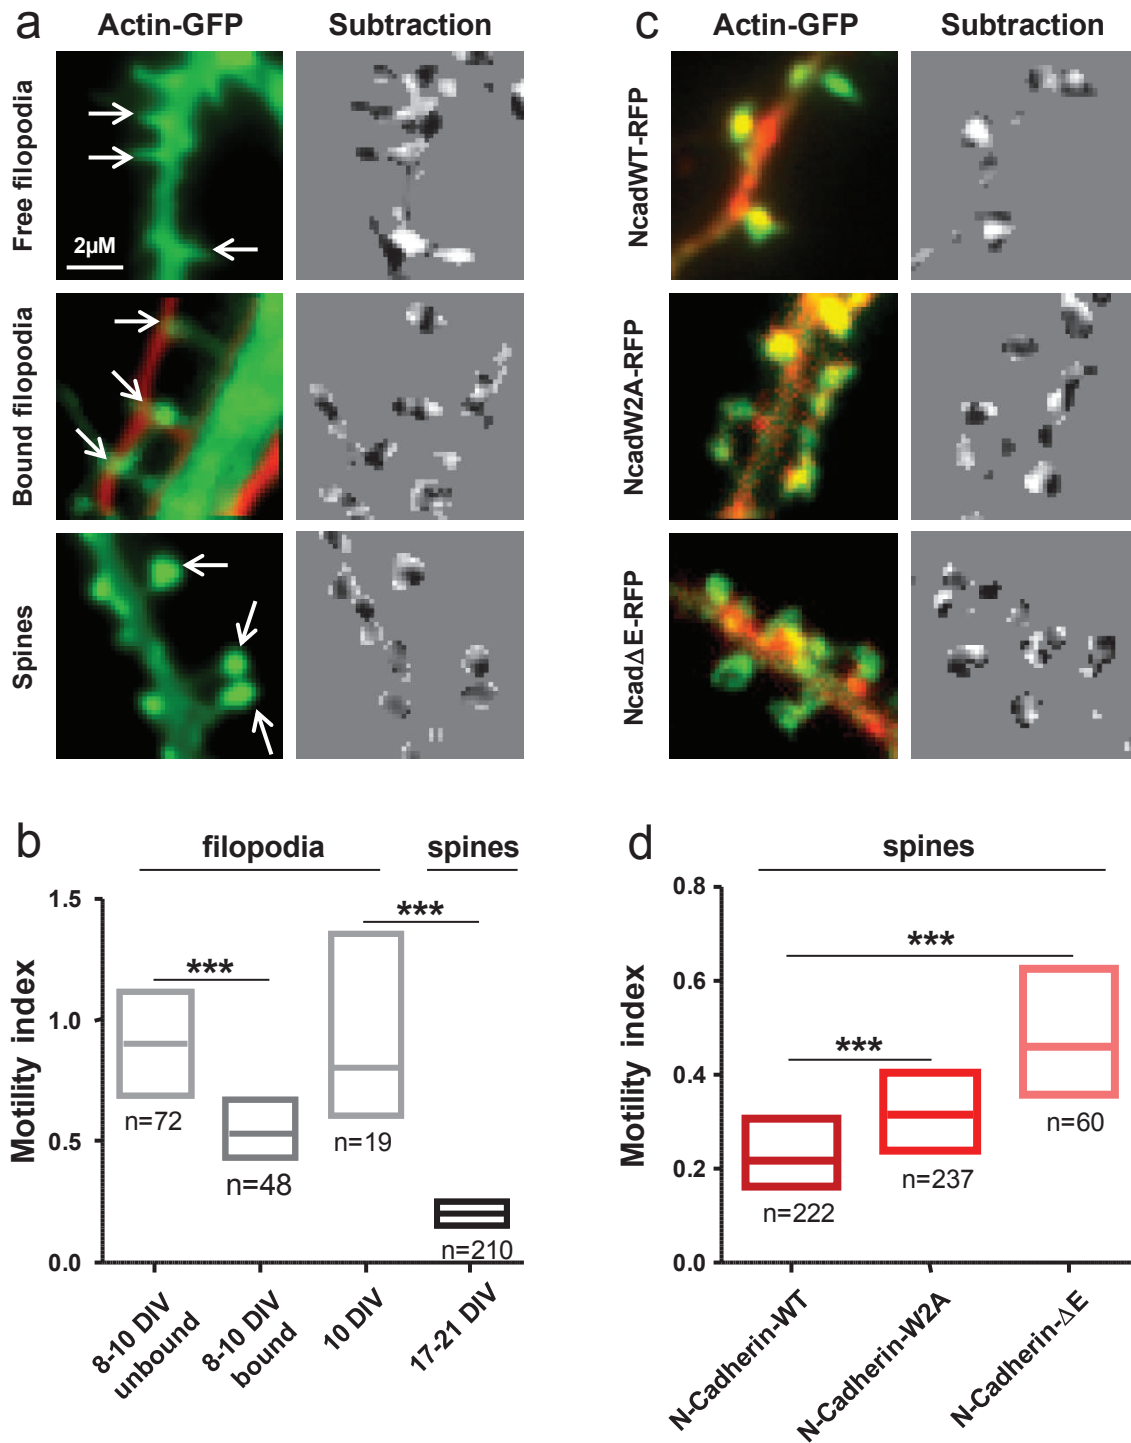 a
Actin-GFP
Subtraction
Free filopodia
2µM
Bound filopodia
Spines
c
Actin-GFP
Subtraction
NcadWT-RFP
NcadW2A-RFP
Ncad∆E-RFP
b
filopodia
spines
Motility index
1.5
1.0
0.5
0.0
***
***
n=72
n=48
n=19
n=210
8-10 DIV
unbound
8-10 DIV
bound
10 DIV
17-21 DIV
d
spines
Motility index
0.8
0.6
0.4
0.2
0.0
***
***
n=222
n=237
n=60
N-Cadherin-WT
N-Cadherin-W2A
N-Cadherin-∆E